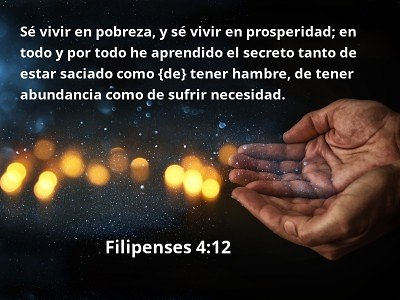 Sé vivir en pobreza, y sé vivir en prosperidad; en
todo y por todo he aprendido el secreto tanto de
estar saciado como {de} tener hambre, de tener
abundancia como de sufrir necesidad.
Filipenses 4:12